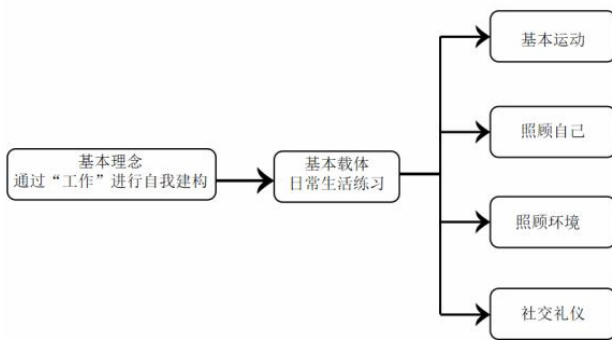 基本理念
通过“工作”进行自我建构
基本载体
日常生活练习
基本运动
照顾自己
照顾环境
社交礼仪